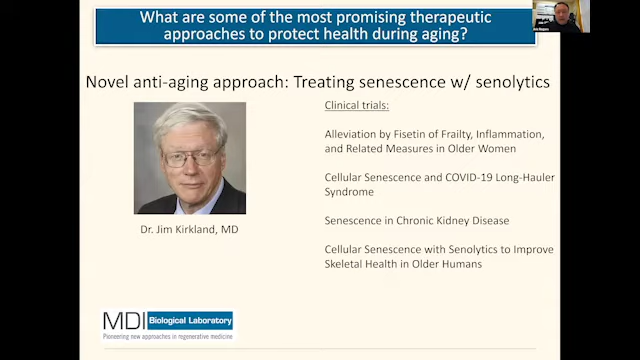 What are some of the most promising therapeutic
approaches to protect health during aging?
Novel anti-aging approach: Treating senescence w/ senolytics
Clinical trials:
Alleviation by Fisetin of Frailty, Inflammation,
and Related Measures in Older Women
Cellular Senescence and COVID-19 Long-Hauler
Syndrome
Senescence in Chronic Kidney Disease
Cellular Senescence with Senolytics to Improve
Skeletal Health in Older Humans
Dr. Jim Kirkland, MD
MDI Biological Laboratory
Pioneering new approaches in regenerative medicine